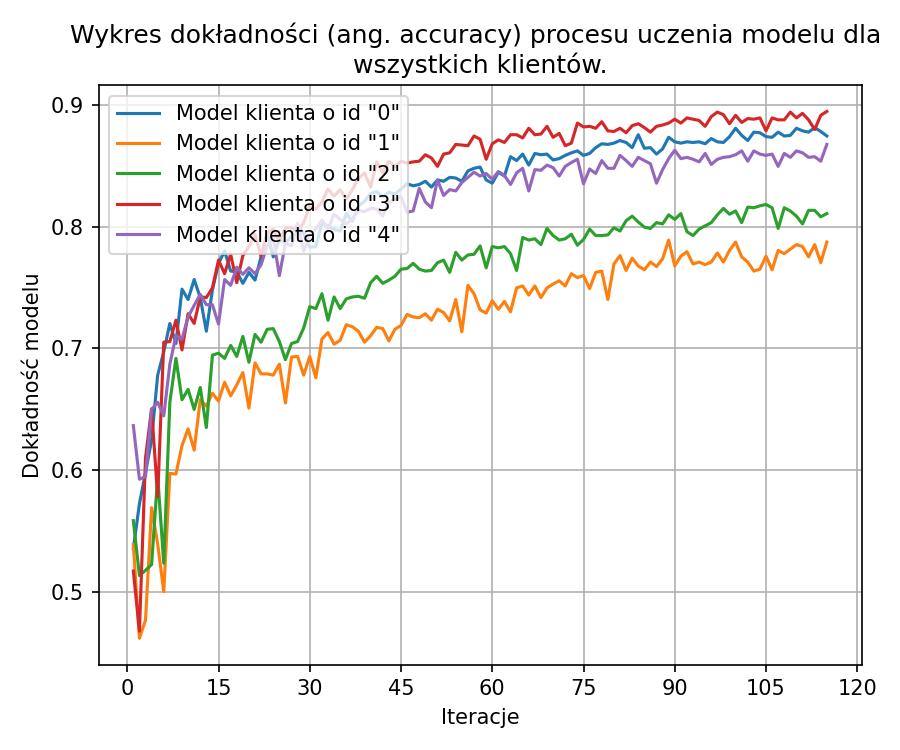 Wykres dokładności (ang. accuracy) procesu uczenia modelu dla
wszystkich klientów.
0.9
0.8
0.7
0.6
0.5
Dokładność modelu
Model klienta o id "0"
Model klienta o id "1"
Model klienta o id "2"
Model klienta o id "3"
Model klienta o id "4"
0 15 30 45 60 75 90 105 120
Iteracje